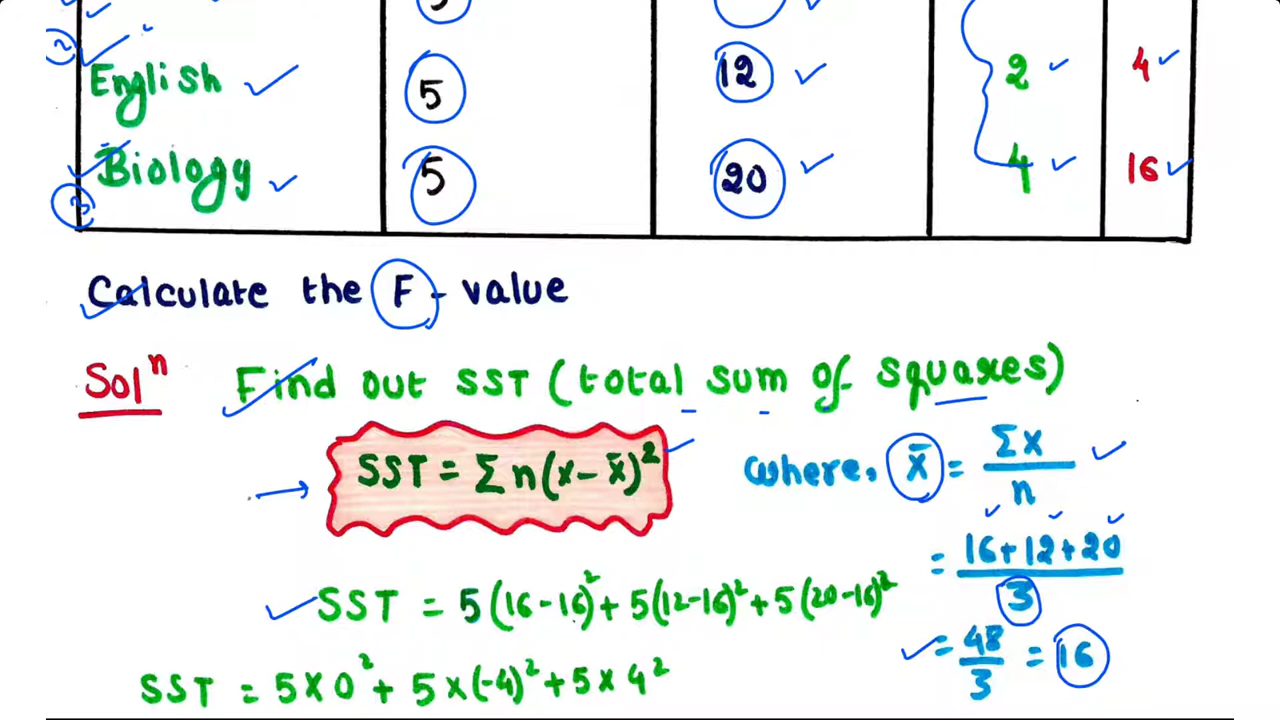 ② English 5 12 2 4
③ Biology 5 20 4 16
Calculate the F - value
Solⁿ Find out SST (total sum of squares)
SST = Σ n(x - x̄)² where, x̄ = Σx / n
= 16+12+20 / 3
SST = 5(16-16)² + 5(12-16)² + 5(20-16)²
= 48 / 3 = 16
SST = 5×0² + 5×(-4)² + 5×4²